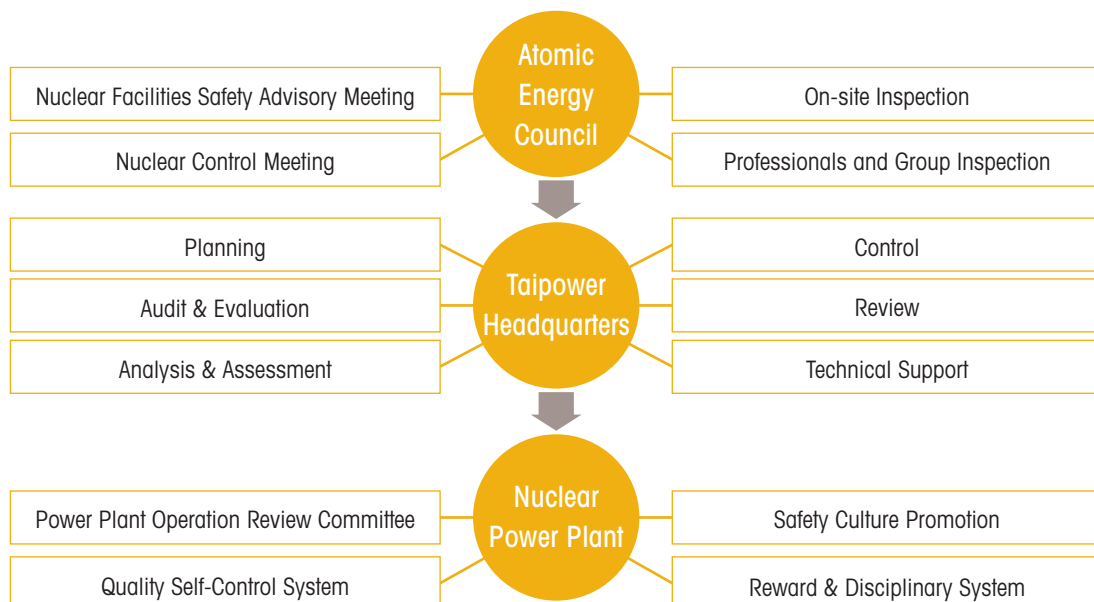 Atomic
Energy
Council
Nuclear Facilities Safety Advisory Meeting
On-site Inspection
Nuclear Control Meeting
Professionals and Group Inspection
Taipower
Headquarters
Planning
Control
Audit & Evaluation
Review
Analysis & Assessment
Technical Support
Nuclear
Power Plant
Power Plant Operation Review Committee
Safety Culture Promotion
Quality Self-Control System
Reward & Disciplinary System